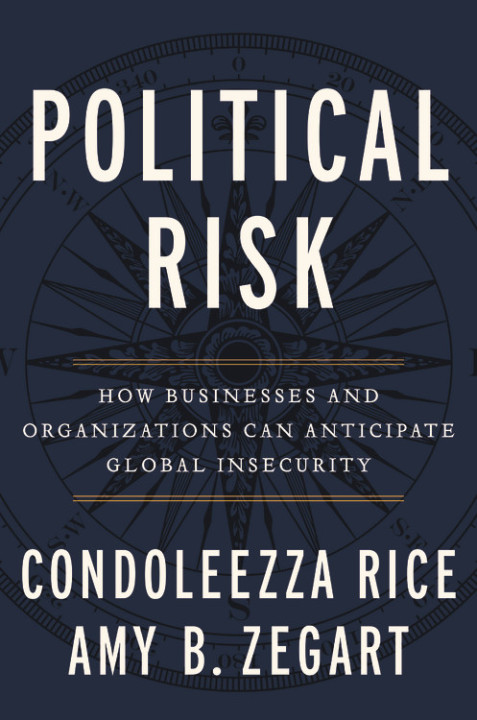 POLITICAL
RISK
HOW BUSINESSES AND
ORGANIZATIONS CAN ANTICIPATE
GLOBAL INSECURITY
CONDOLEEZZA RICE
AMY B. ZEGART